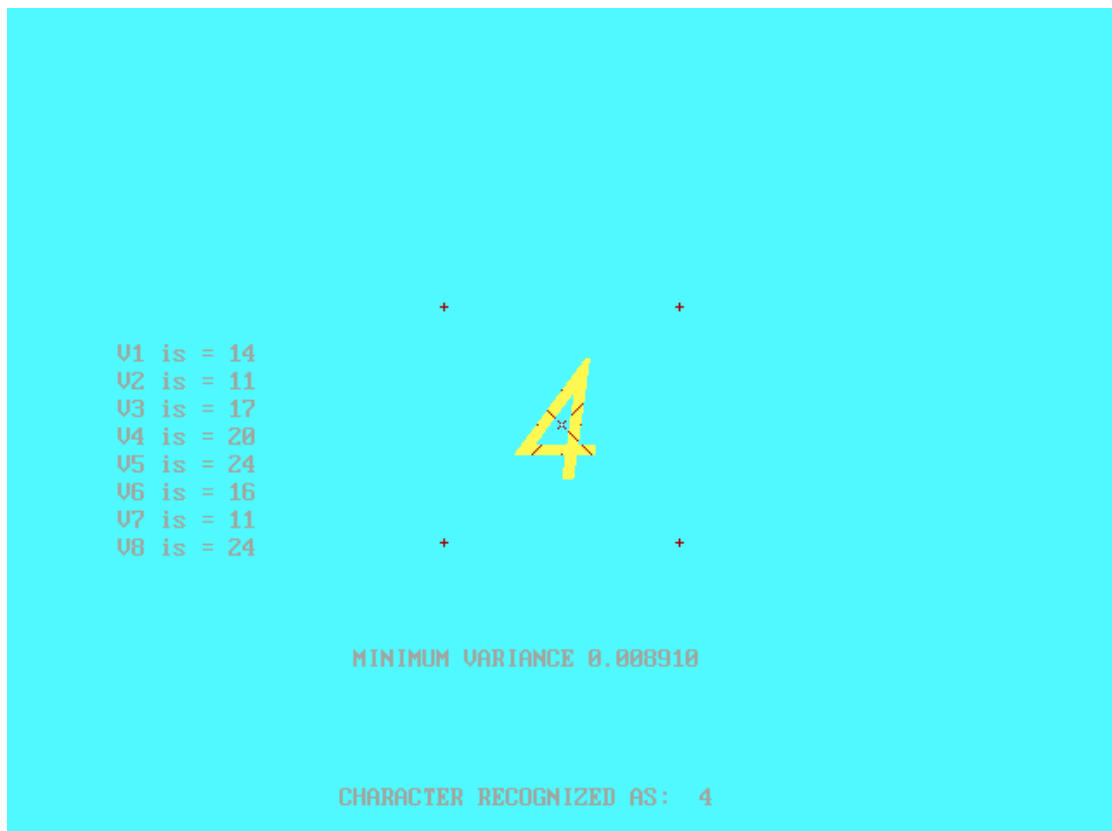 4
V1 is = 14
V2 is = 11
V3 is = 17
V4 is = 20
V5 is = 24
V6 is = 16
V7 is = 11
V8 is = 24
MINIMUM VARIANCE 0.008910
CHARACTER RECOGNIZED AS: 4